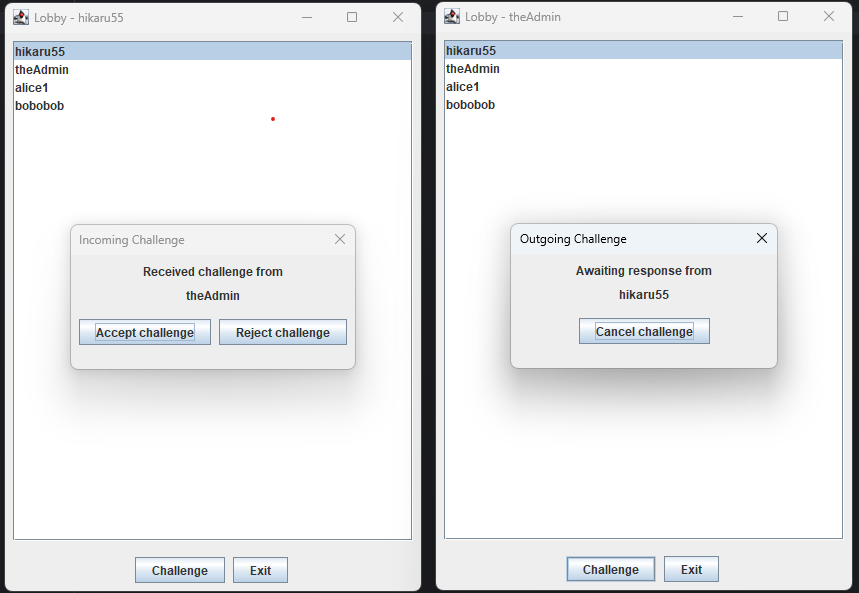 Lobby - hikaru55
hikaru55
theAdmin
alice1
bobobob
Incoming Challenge
Received challenge from
theAdmin
Accept challenge Reject challenge
Challenge Exit
Lobby - theAdmin
hikaru55
theAdmin
alice1
bobobob
Outgoing Challenge
Awaiting response from
hikaru55
Cancel challenge
Challenge Exit